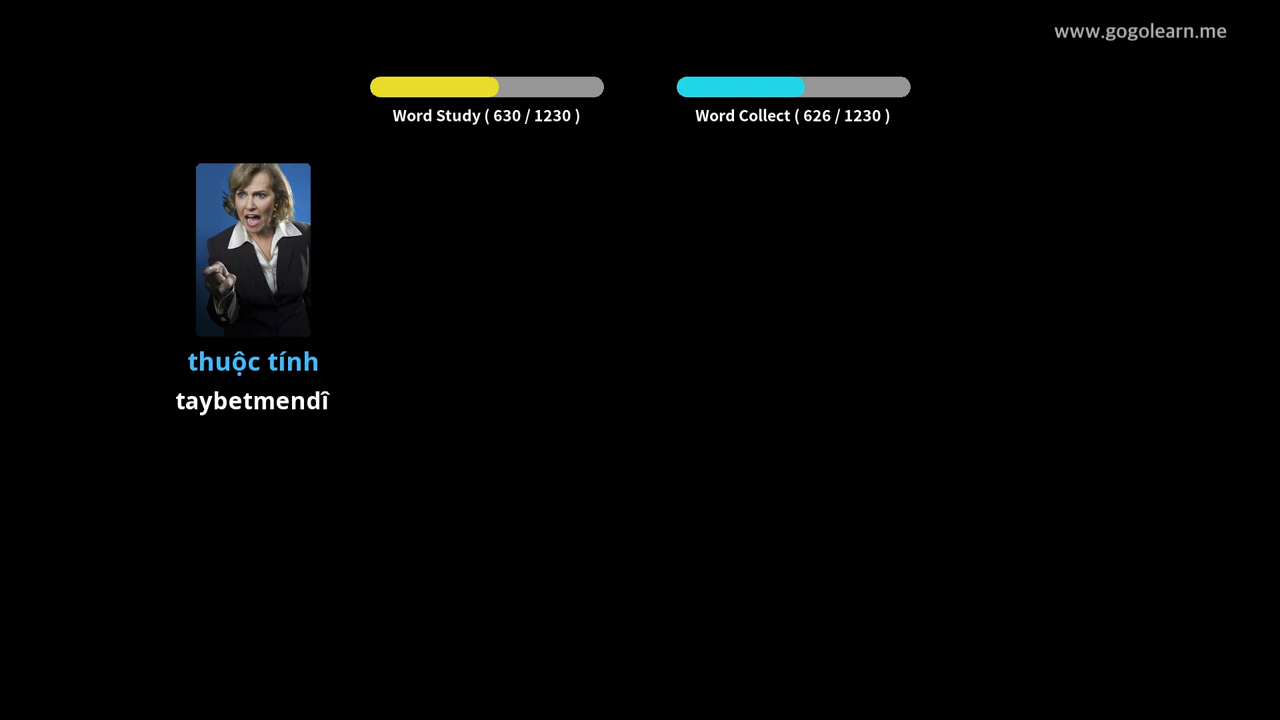 www.gogolearn.me
Word Study ( 630 / 1230 )
Word Collect ( 626 / 1230 )
thuộc tính
taybetmendî